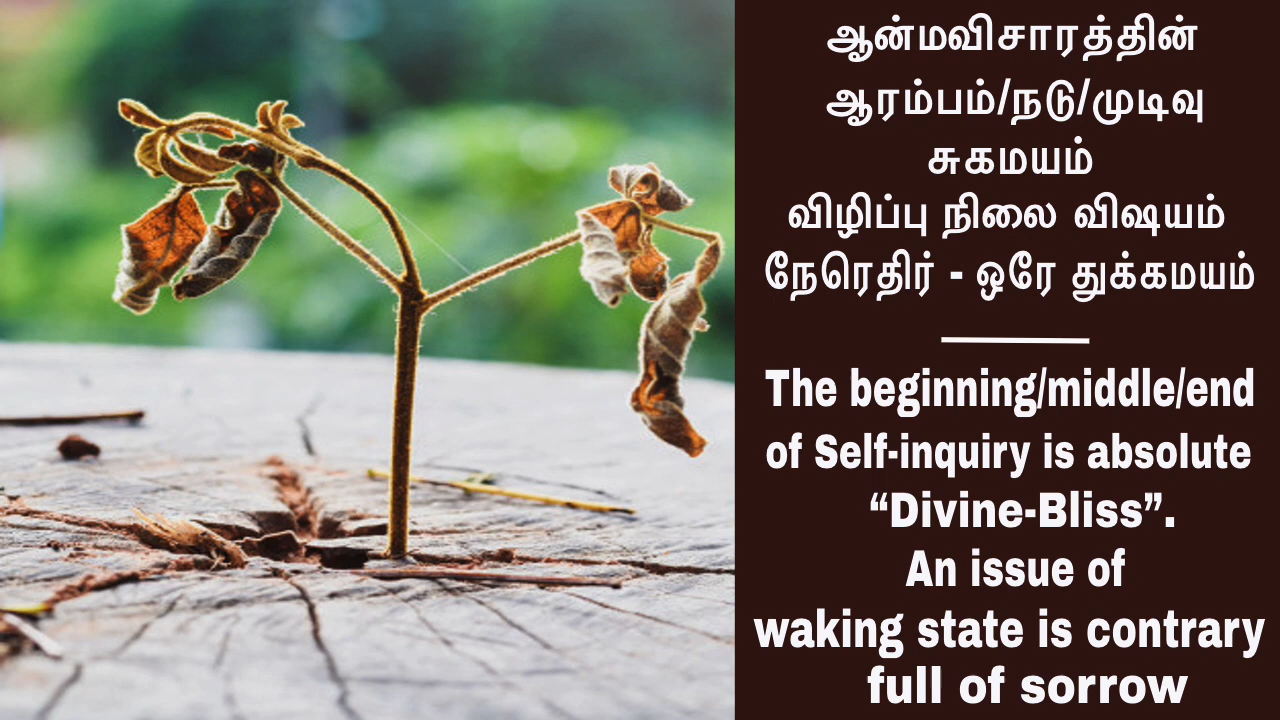 ஆன்மவிசாரத்தின்
ஆரம்பம்/நடு/முடிவு
சுகமயம்
விழிப்பு நிலை விஷயம்
நேரெதிர் - ஒரே துக்கமயம்
The beginning/middle/end
of Self-inquiry is absolute
“Divine-Bliss”.
An issue of
waking state is contrary
full of sorrow